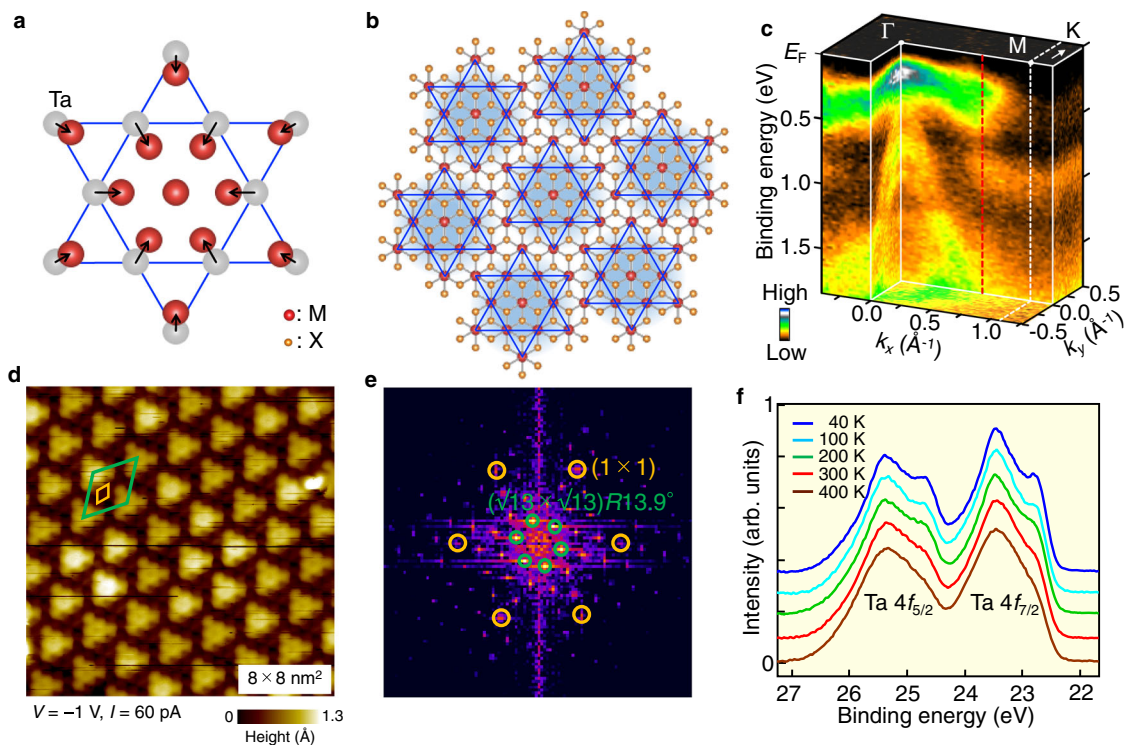 a
Ta
: M
: X
b
c
Γ
M
K
E_F
Binding energy (eV)
0.5
1.0
1.5
High
Low
0.0
0.5
1.0
k_x (Å⁻¹)
-0.5
0.0
0.5
k_y (Å⁻¹)
d
8 × 8 nm²
V = −1 V, I = 60 pA
0
1.3
Height (Å)
e
(1 × 1)
(√13 × √13)R13.9°
f
1
40 K
100 K
200 K
300 K
400 K
Intensity (arb. units)
Ta 4f₅/₂
Ta 4f₇/₂
0
27
26
25
24
23
22
Binding energy (eV)